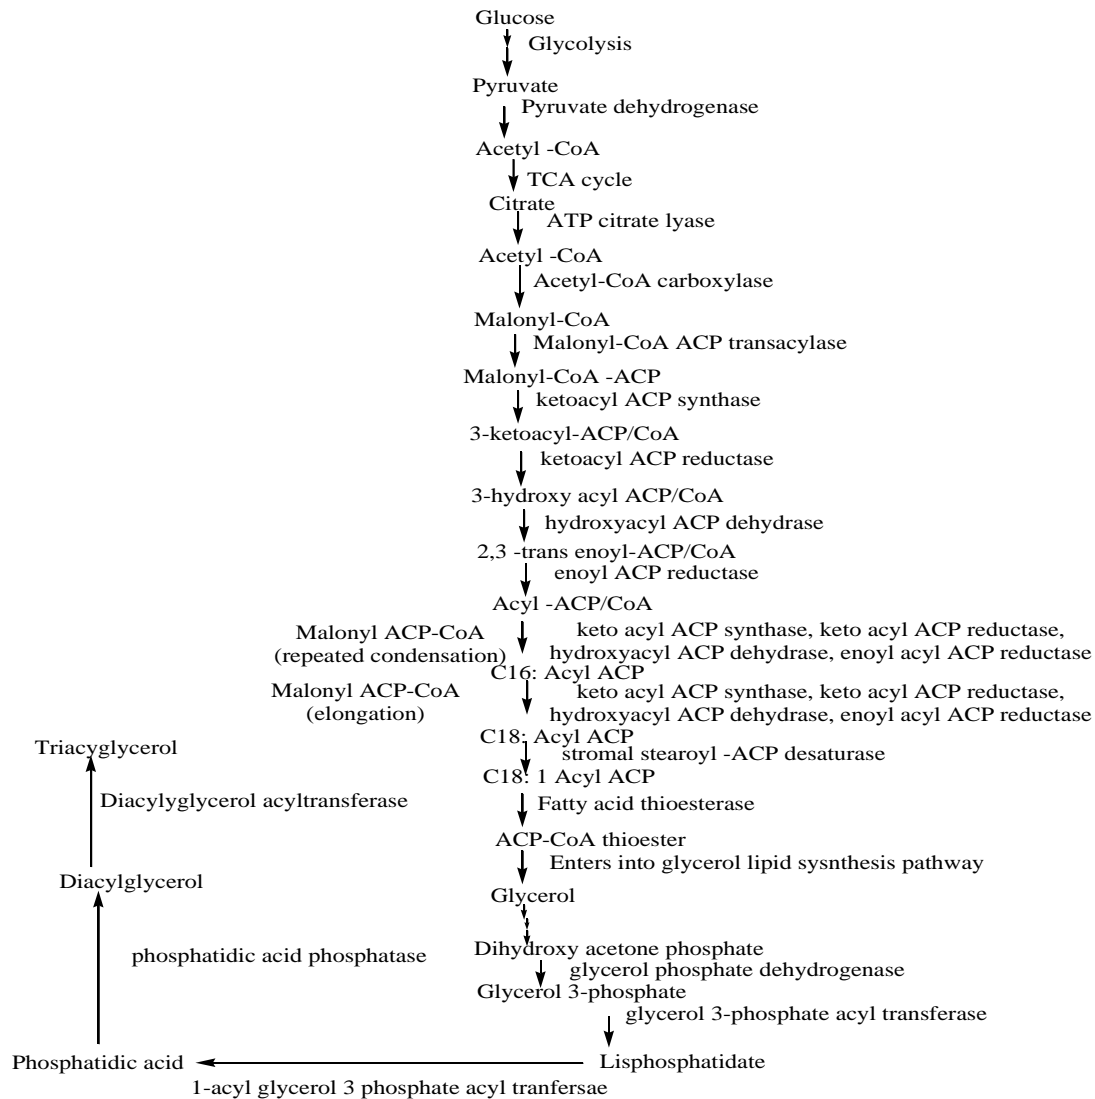 Glucose
Glycolysis
Pyruvate
Pyruvate dehydrogenase
Acetyl -CoA
TCA cycle
Citrate
ATP citrate lyase
Acetyl -CoA
Acetyl-CoA carboxylase
Malonyl-CoA
Malonyl-CoA ACP transacylase
Malonyl-CoA -ACP
ketoacyl ACP synthase
3-ketoacyl-ACP/CoA
ketoacyl ACP reductase
3-hydroxy acyl ACP/CoA
hydroxyacyl ACP dehydrase
2,3 -trans enoyl-ACP/CoA
enoyl ACP reductase
Acyl -ACP/CoA
Malonyl ACP-CoA
(repeated condensation)
keto acyl ACP synthase, keto acyl ACP reductase,
hydroxyacyl ACP dehydrase, enoyl acyl ACP reductase
C16: Acyl ACP
Malonyl ACP-CoA
(elongation)
keto acyl ACP synthase, keto acyl ACP reductase,
hydroxyacyl ACP dehydrase, enoyl acyl ACP reductase
C18: Acyl ACP
stromal stearoyl -ACP desaturase
C18: 1 Acyl ACP
Fatty acid thioesterase
ACP-CoA thioester
Enters into glycerol lipid sysnthesis pathway
Glycerol
Dihydroxy acetone phosphate
glycerol phosphate dehydrogenase
Glycerol 3-phosphate
glycerol 3-phosphate acyl transferase
Lisphosphatidate
1-acyl glycerol 3 phosphate acyl tranfersae
Phosphatidic acid
phosphatidic acid phosphatase
Diacylglycerol
Diacylyglycerol acyltransferase
Triacyglycerol